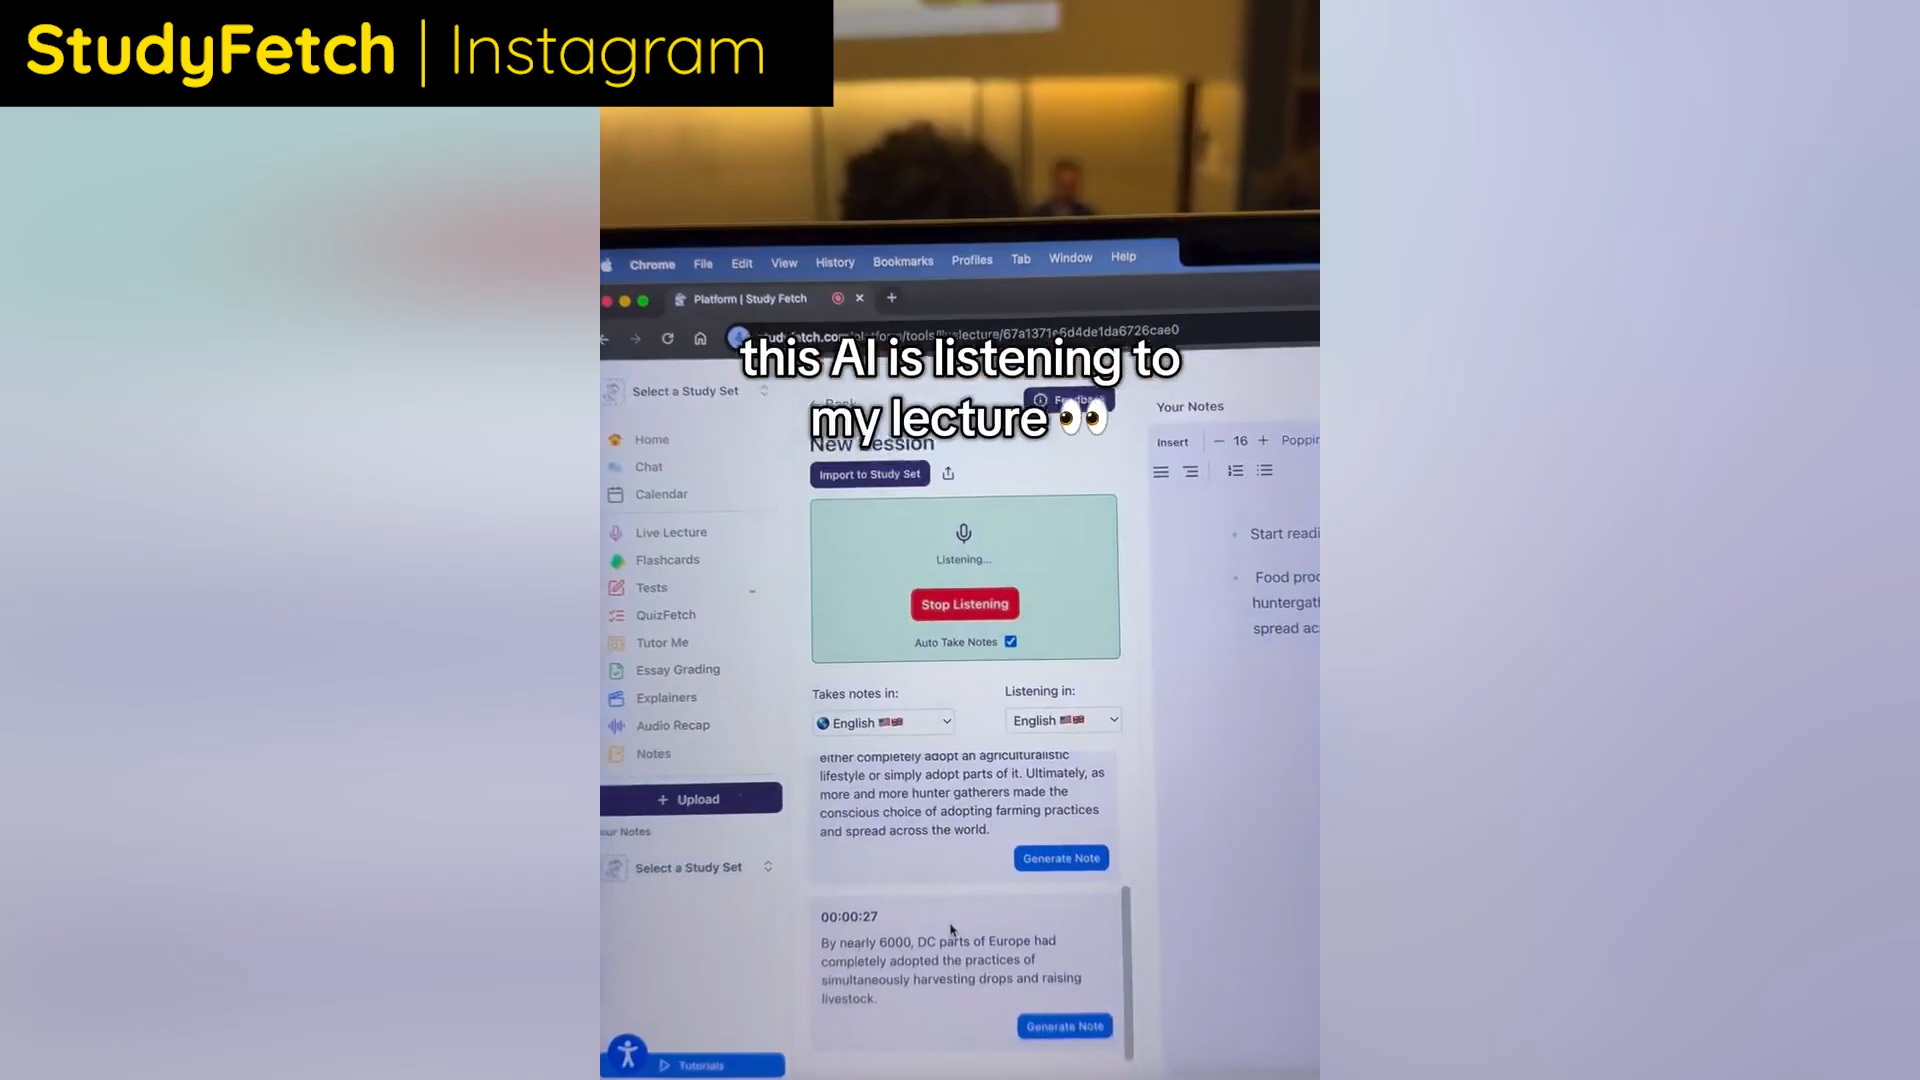 StudyFetch | Instagram
Chrome File Edit View History Bookmarks Profiles Tab Window Help
Platform | Study Fetch
this AI is listening to
my lecture 👀
Select a Study Set
Home
Chat
Calendar
Live Lecture
Flashcards
Tests
QuizFetch
Tutor Me
Essay Grading
Explainers
Audio Recap
Notes
+ Upload
Select a Study Set
Tutorials
New Session
Import to Study Set
Listening...
Stop Listening
Auto Take Notes
Takes notes in:
Listening in:
English
English
either completely adopt an agriculturalistic
lifestyle or simply adopt parts of it. Ultimately, as
more and more hunter gatherers made the
conscious choice of adopting farming practices
and spread across the world.
Generate Note
00:00:27
By nearly 6000, DC parts of Europe had
completely adopted the practices of
simultaneously harvesting drops and raising
livestock.
Generate Note
Your Notes
Insert − 16 +
Start
Food
spread